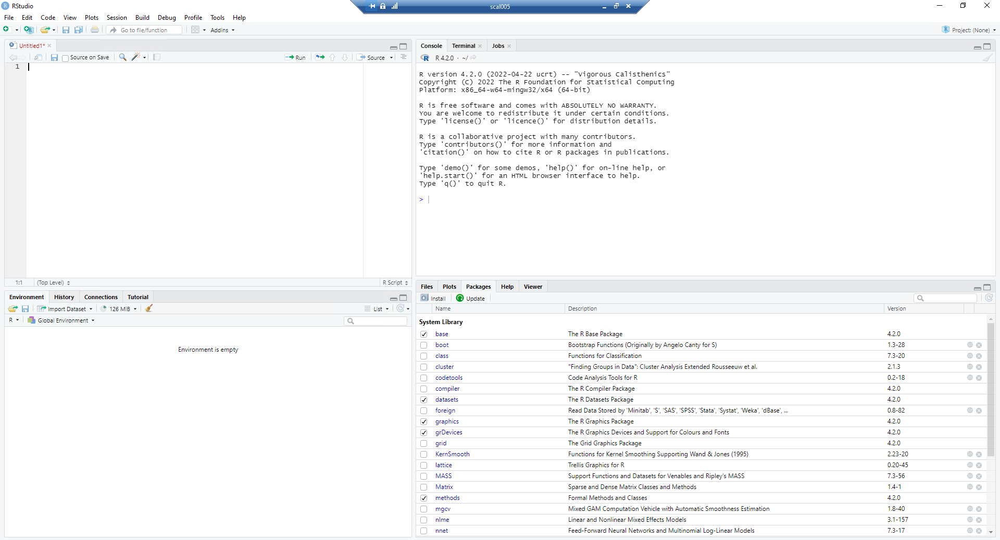 RStudio
scal005
File Edit Code View Plots Session Build Debug Profile Tools Help
Go to file/function Addins Project: (None)
Untitled1*
Source on Save Run Source
1
1:1 (Top Level) R Script
Console Terminal Jobs
R 4.2.0 · ~/
R version 4.2.0 (2022-04-22 ucrt) -- "Vigorous Calisthenics"
Copyright (C) 2022 The R Foundation for Statistical Computing
Platform: x86_64-w64-mingw32/x64 (64-bit)
R is free software and comes with ABSOLUTELY NO WARRANTY.
You are welcome to redistribute it under certain conditions.
Type 'license()' or 'licence()' for distribution details.
R is a collaborative project with many contributors.
Type 'contributors()' for more information and
'citation()' on how to cite R or R packages in publications.
Type 'demo()' for some demos, 'help()' for on-line help, or
'help.start()' for an HTML browser interface to help.
Type 'q()' to quit R.
>
Environment History Connections Tutorial
Import Dataset 126 MiB List
R Global Environment
Environment is empty
Files Plots Packages Help Viewer
Install Update
Name Description Version
System Library
base The R Base Package 4.2.0
boot Bootstrap Functions (Originally by Angelo Canty for S) 1.3-28
class Functions for Classification 7.3-20
cluster "Finding Groups in Data": Cluster Analysis Extended Rousseeuw et al. 2.1.3
codetools Code Analysis Tools for R 0.2-18
compiler The R Compiler Package 4.2.0
datasets The R Datasets Package 4.2.0
foreign Read Data Stored by 'Minitab', 'S', 'SAS', 'SPSS', 'Stata', 'Systat', 'Weka', 'dBase', ... 0.8-82
graphics The R Graphics Package 4.2.0
grDevices The R Graphics Devices and Support for Colours and Fonts 4.2.0
grid The Grid Graphics Package 4.2.0
KernSmooth Functions for Kernel Smoothing Supporting Wand & Jones (1995) 2.23-20
lattice Trellis Graphics for R 0.20-45
MASS Support Functions and Datasets for Venables and Ripley's MASS 7.3-56
Matrix Sparse and Dense Matrix Classes and Methods 1.4-1
methods Formal Methods and Classes 4.2.0
mgcv Mixed GAM Computation Vehicle with Automatic Smoothness Estimation 1.8-40
nlme Linear and Nonlinear Mixed Effects Models 3.1-157
nnet Feed-Forward Neural Networks and Multinomial Log-Linear Models 7.3-17